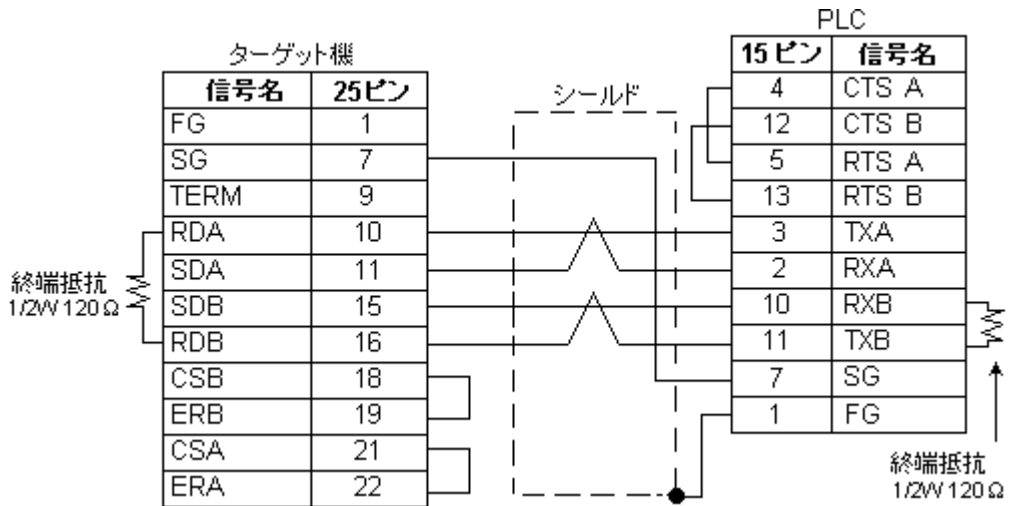 ターゲット機
信号名 25ピン
FG 1
SG 7
TERM 9
RDA 10
SDA 11
SDB 15
RDB 16
CSB 18
ERB 19
CSA 21
ERA 22
終端抵抗
1/2W 120Ω
シールド
PLC
15ピン 信号名
4 CTS A
12 CTS B
5 RTS A
13 RTS B
3 TXA
2 RXA
10 RXB
11 TXB
7 SG
1 FG
終端抵抗
1/2W 120Ω